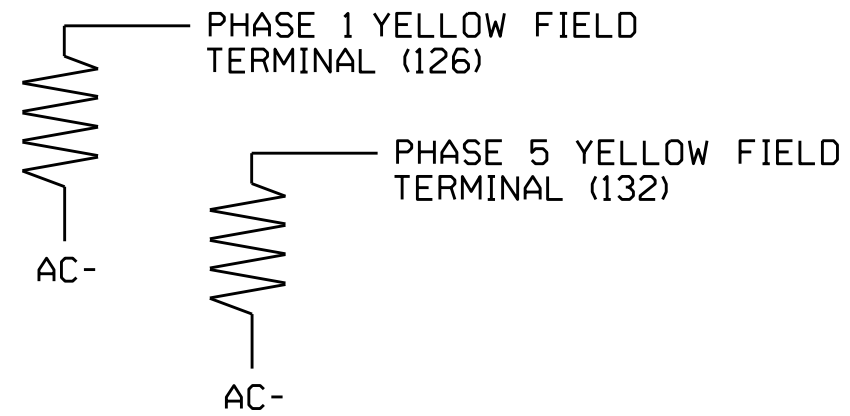 PHASE 1 YELLOW FIELD
TERMINAL (126)
AC-
PHASE 5 YELLOW FIELD
TERMINAL (132)
AC-